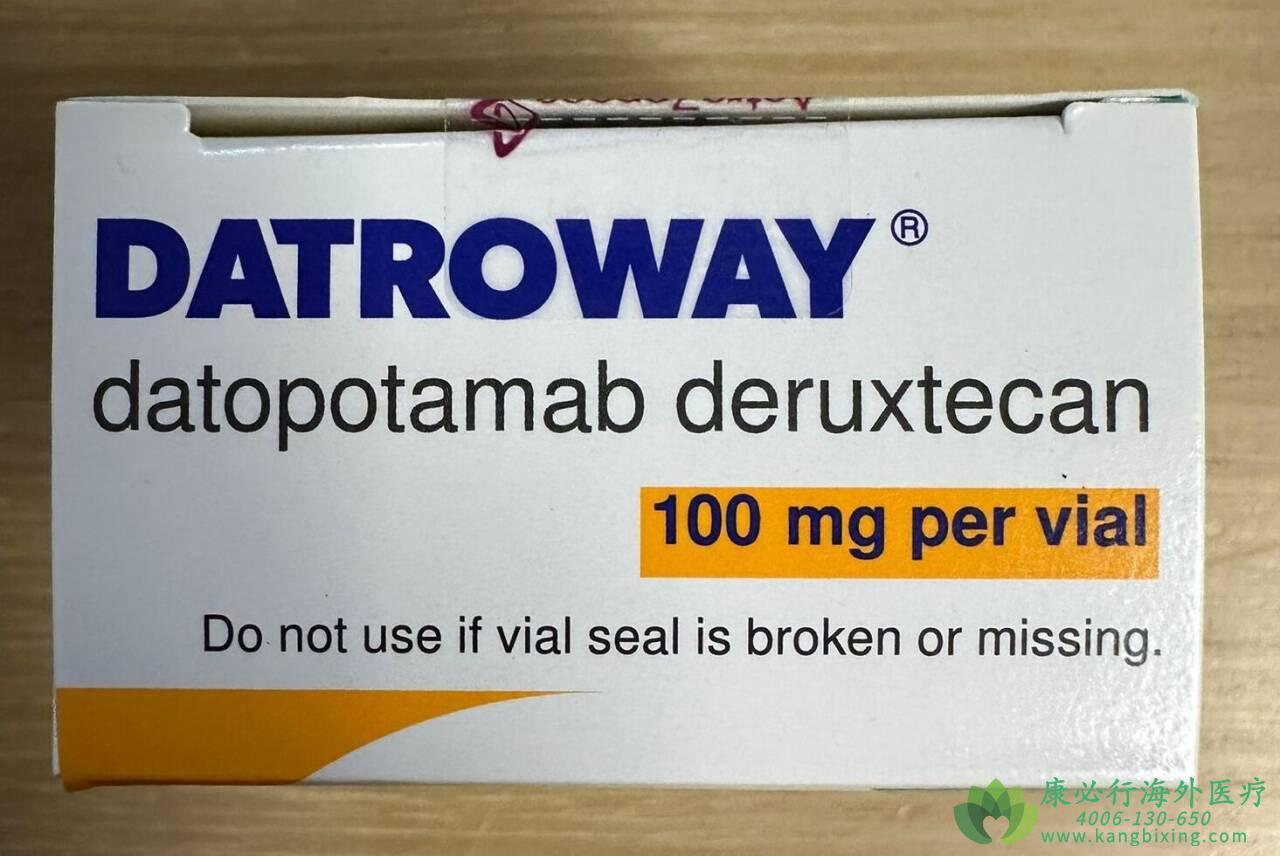 DATROWAY®
datopotamab deruxtecan
100 mg per vial
Do not use if vial seal is broken or missing.
康必行海外医疗
4006-130-650
www.kangbixing.com